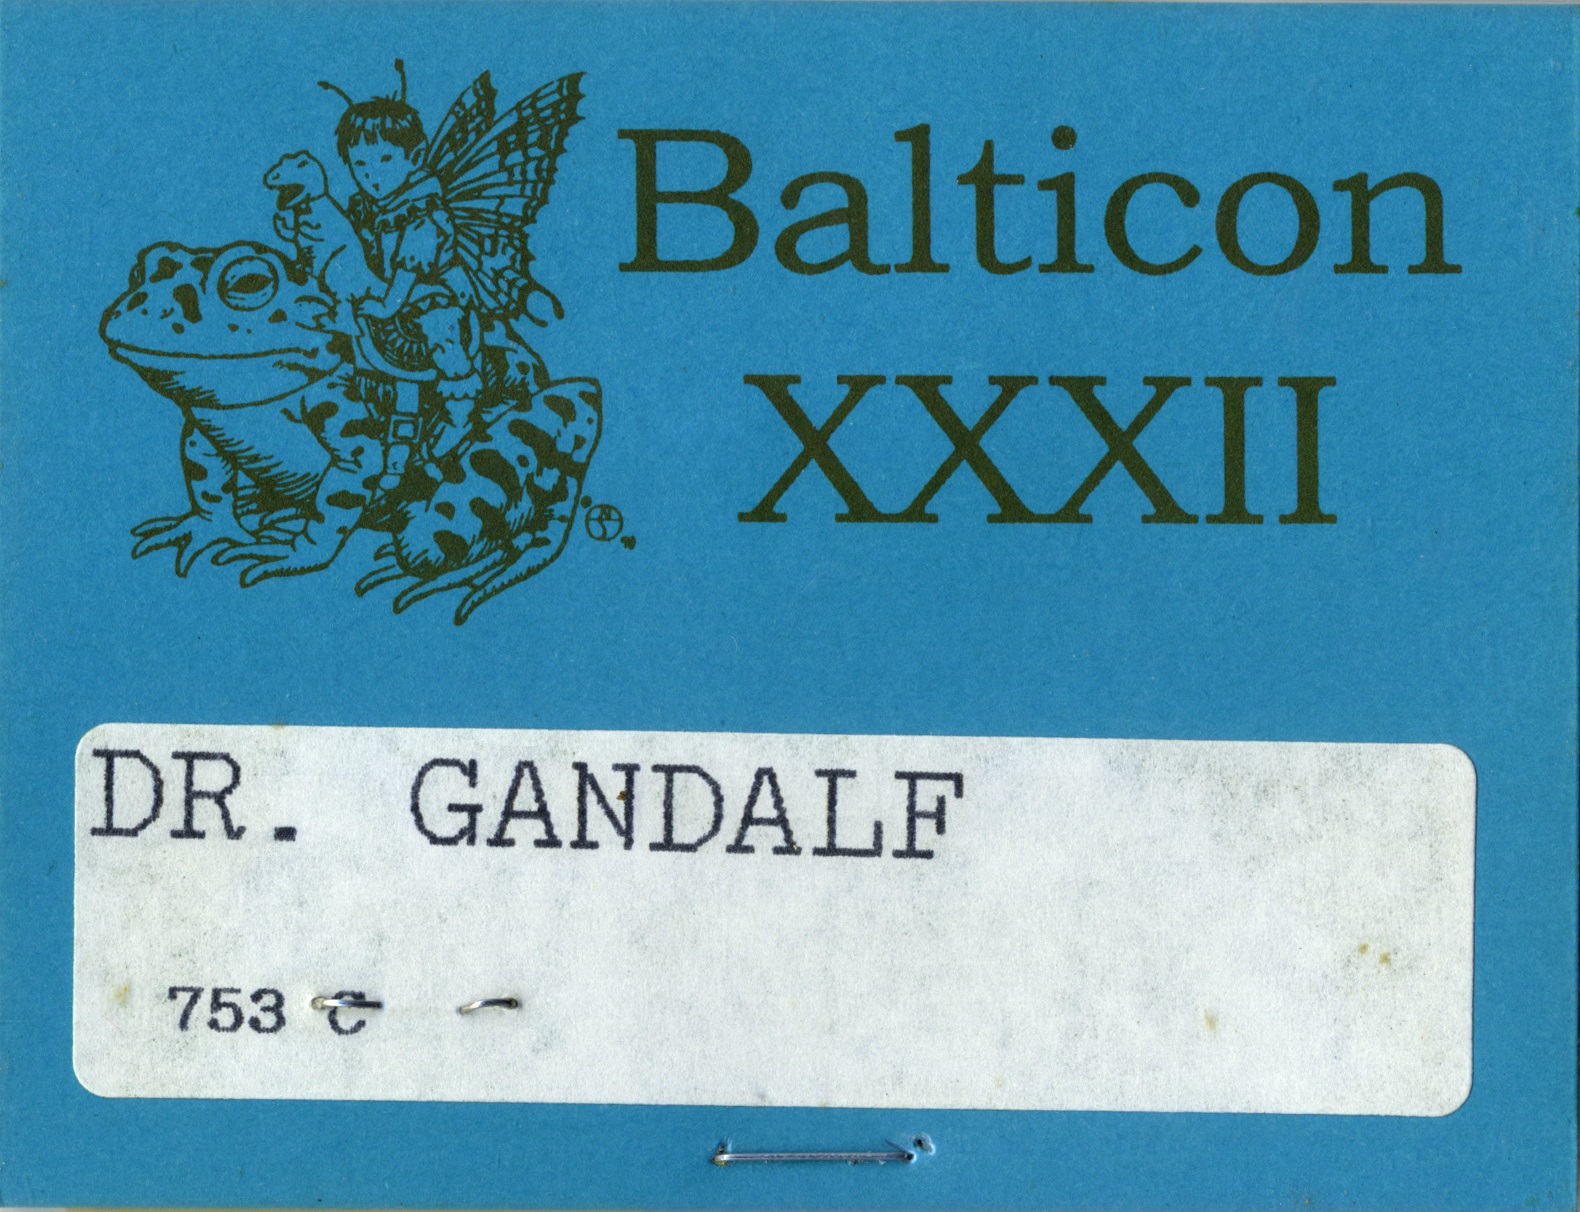 Balticon
XXXII
DR. GANDALF
753 C